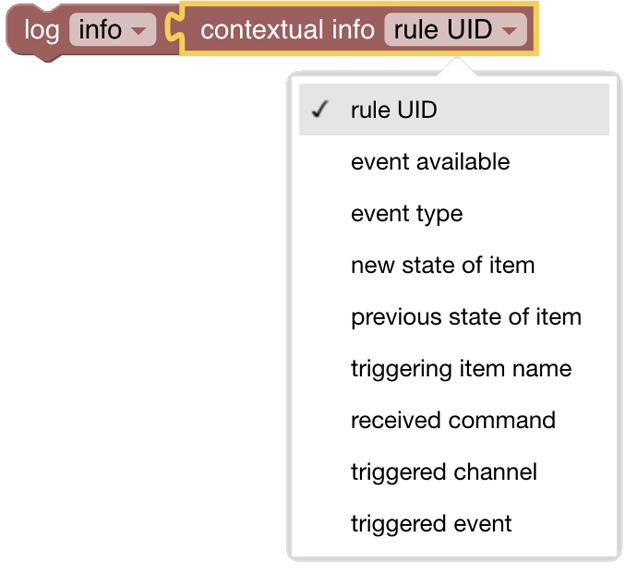 log info contextual info rule UID
✓ rule UID
event available
event type
new state of item
previous state of item
triggering item name
received command
triggered channel
triggered event